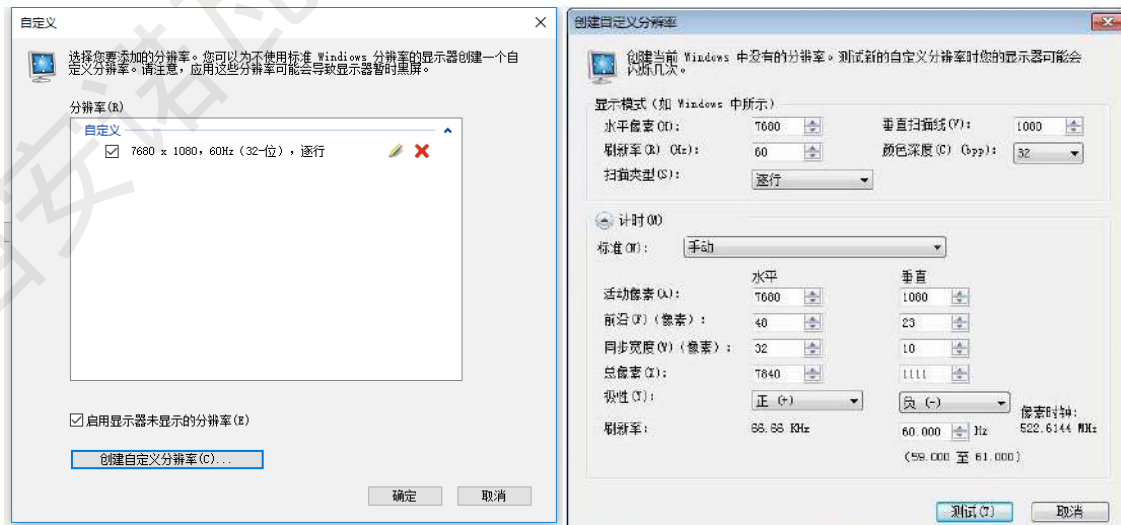 自定义
选择您要添加的分辨率。您可以为不使用标准 Windiows 分辨率的显示器创建一个自
定义分辨率。请注意，应用这些分辨率可能会导致显示器暂时黑屏。
分辨率(R)
自定义
7680 x 1080，60Hz（32-位），逐行
启用显示器未显示的分辨率(E)
创建自定义分辨率(C)...
确定 取消
创建自定义分辨率
创建当前 Windows 中没有的分辨率。测试新的自定义分辨率时您的显示器可能会
闪烁几次。
显示模式（如 Windows 中所示）
水平像素(O): 7680 垂直扫描线(V): 1080
刷新率(R) (Hz): 60 颜色深度(C) (bpp): 32
扫描类型(S): 逐行
计时(M)
标准(W): 手动
水平 垂直
活动像素(A): 7680 1080
前沿(F)（像素）: 48 23
同步宽度(Y)（像素）: 32 10
总像素(X): 7840 1111
极性(T): 正 (+) 负 (-)
像素时钟:
刷新率: 66.66 KHz 60.000 Hz 522.6144 MHz
(59.000 至 61.000)
测试(T) 取消
西安诺瓦